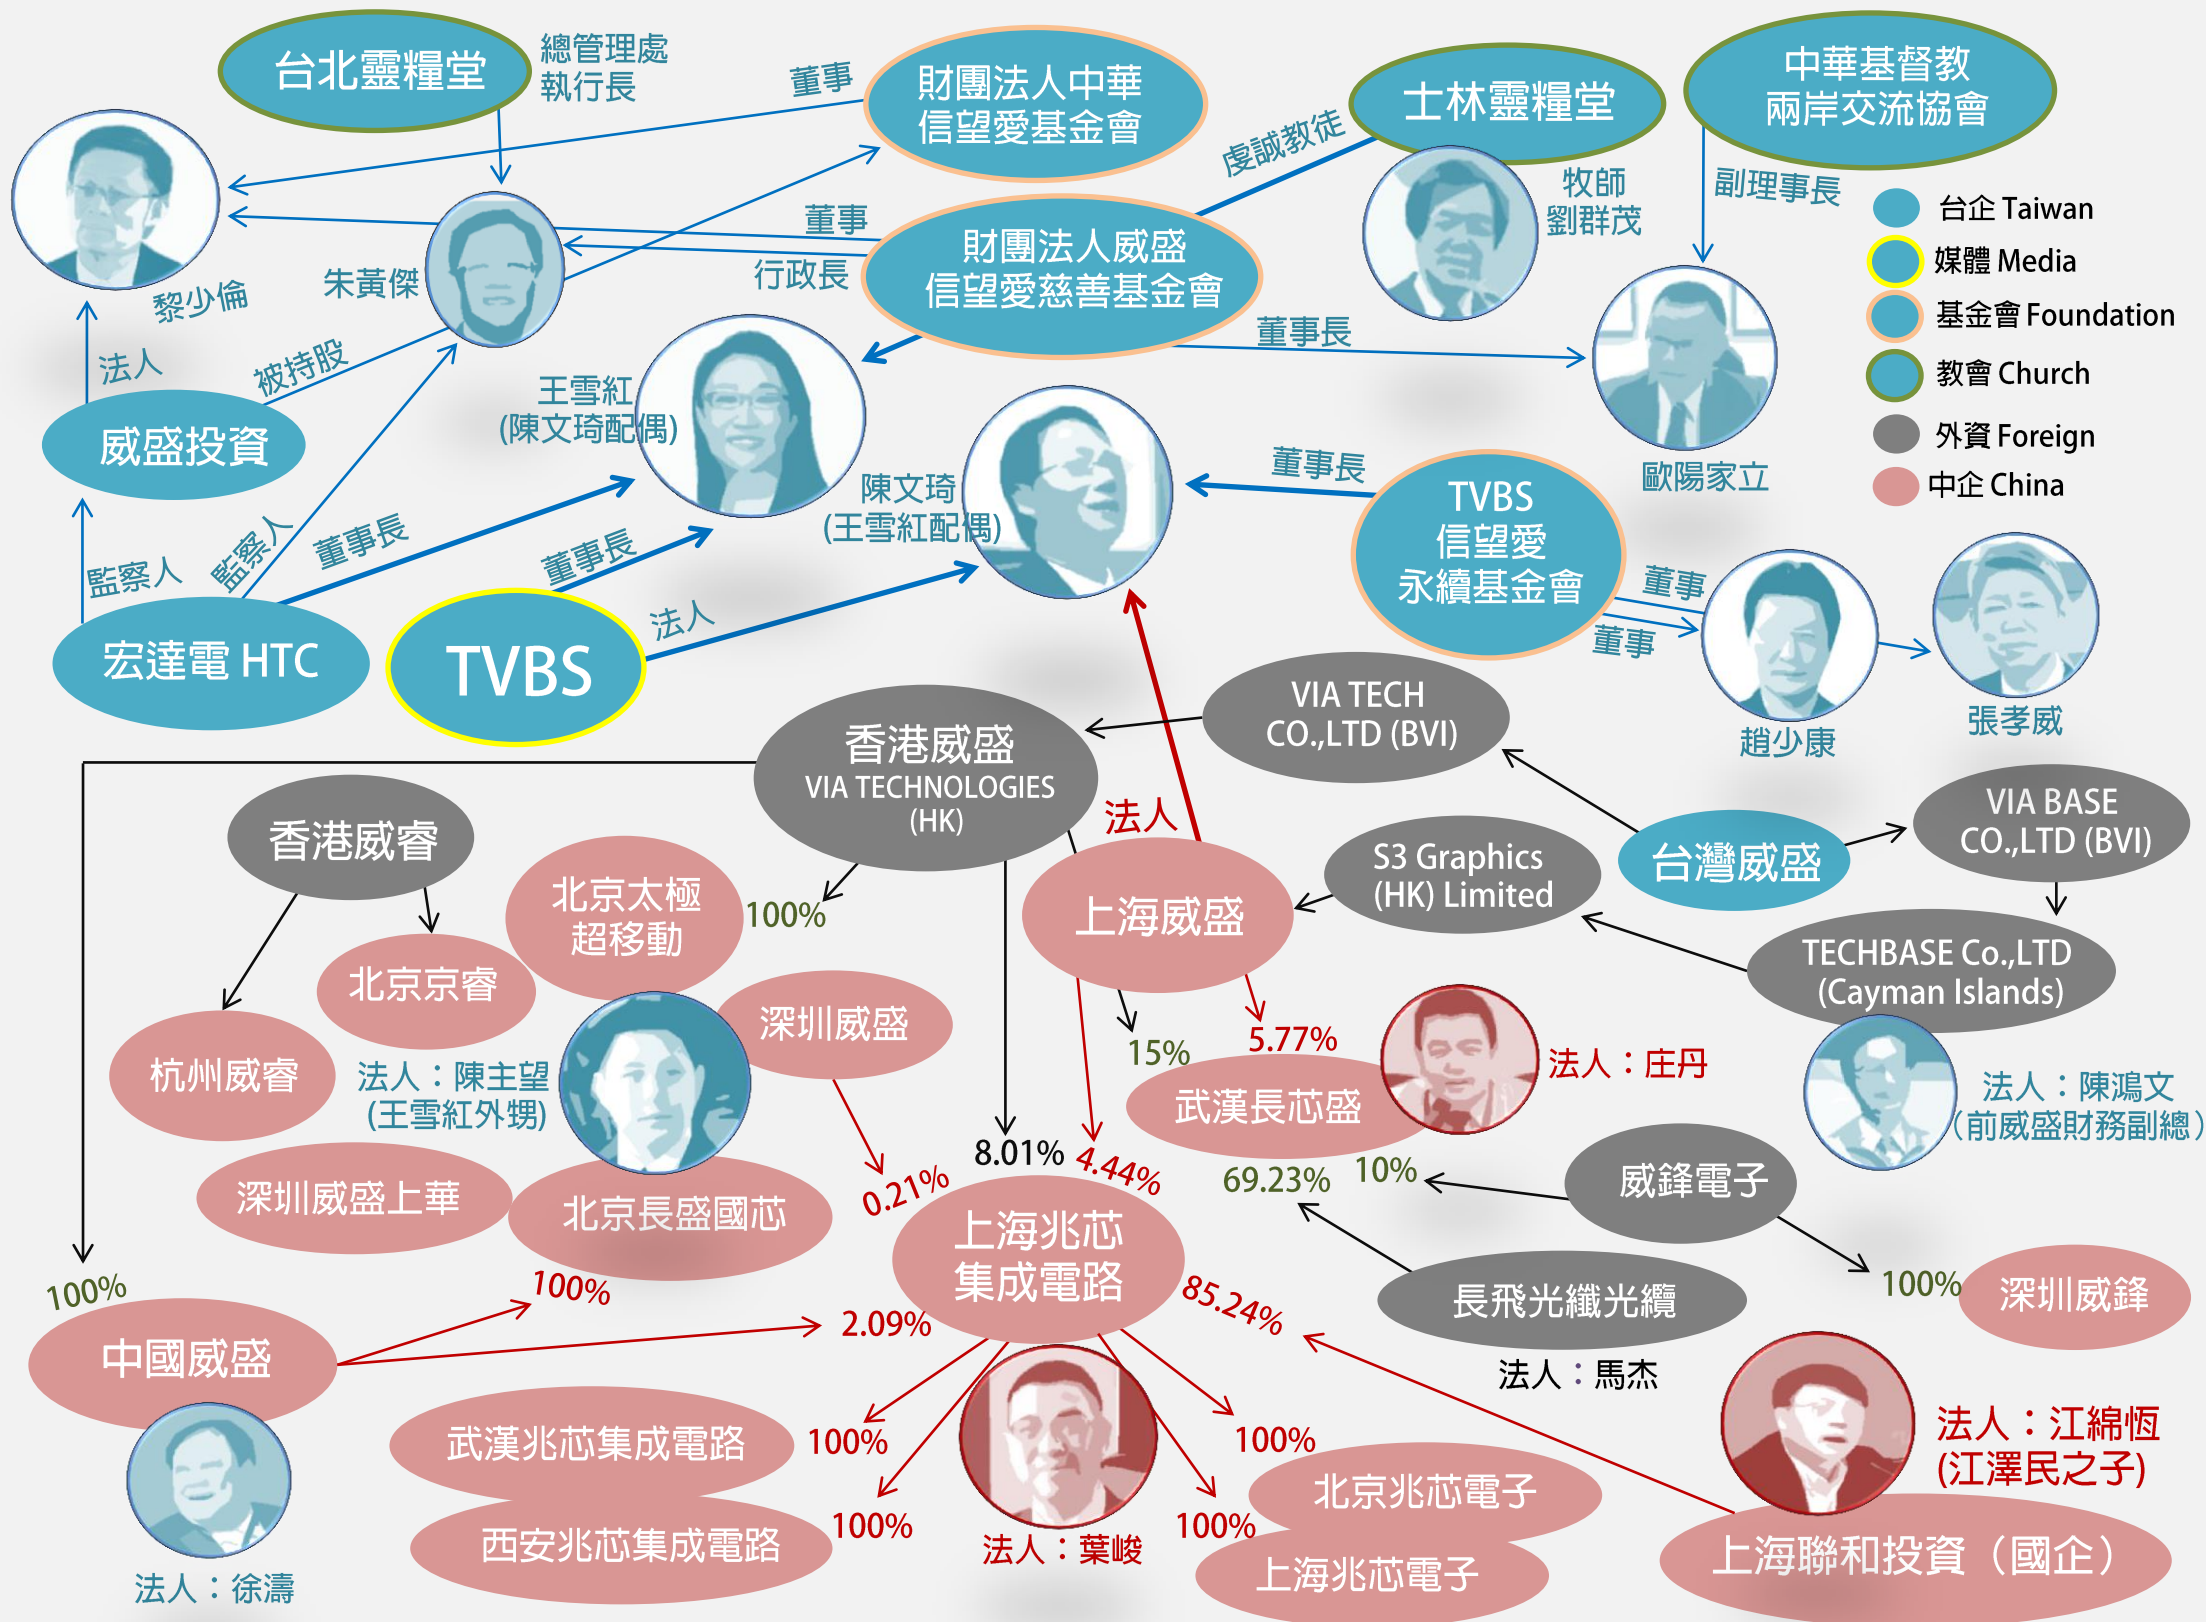 台北靈糧堂
總管理處
執行長
董事
財團法人中華
信望愛基金會
虔誠教徒
士林靈糧堂
中華基督教
兩岸交流協會
牧師
劉群茂
副理事長
台企 Taiwan
媒體 Media
基金會 Foundation
教會 Church
外資 Foreign
中企 China
黎少倫
朱黃傑
董事
行政長
財團法人威盛
信望愛慈善基金會
董事長
歐陽家立
法人
被持股
威盛投資
王雪紅
(陳文琦配偶)
陳文琦
(王雪紅配偶)
董事長
TVBS
信望愛
永續基金會
董事
董事
趙少康
張孝威
監察人
監察人
董事長
董事長
法人
宏達電 HTC
TVBS
香港威盛
VIA TECHNOLOGIES
(HK)
VIA TECH
CO.,LTD (BVI)
法人
VIA BASE
CO.,LTD (BVI)
台灣威盛
S3 Graphics
(HK) Limited
TECHBASE Co.,LTD
(Cayman Islands)
香港威睿
北京太極
超移動
100%
上海威盛
北京京睿
深圳威盛
杭州威睿
法人：陳主望
(王雪紅外甥)
15%
5.77%
武漢長芯盛
法人：庄丹
法人：陳鴻文
（前威盛財務副總）
深圳威盛上華
北京長盛國芯
0.21%
8.01%
4.44%
69.23%
10%
威鋒電子
上海兆芯
集成電路
85.24%
長飛光纖光纜
法人：馬杰
100%
深圳威鋒
100%
100%
2.09%
中國威盛
法人：徐濤
武漢兆芯集成電路
100%
西安兆芯集成電路
100%
法人：葉峻
100%
北京兆芯電子
100%
上海兆芯電子
法人：江綿恆
(江澤民之子)
上海聯和投資（國企）